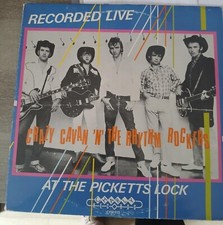 RECORDED LIVE
CRAZY CAVAN 'N' THE RHYTHM ROCKERS
AT THE PICKETTS LOCK